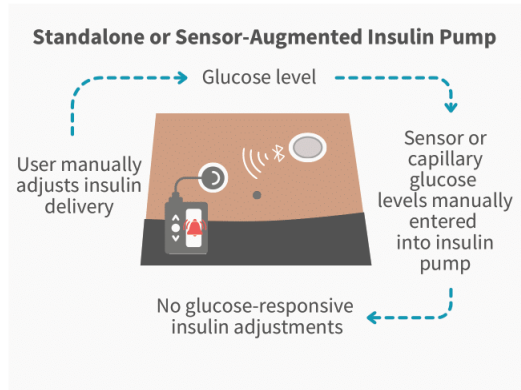 Standalone or Sensor-Augmented Insulin Pump
Glucose level
Sensor or
capillary
glucose
levels manually
entered
into insulin
pump
No glucose-responsive
insulin adjustments
User manually
adjusts insulin
delivery